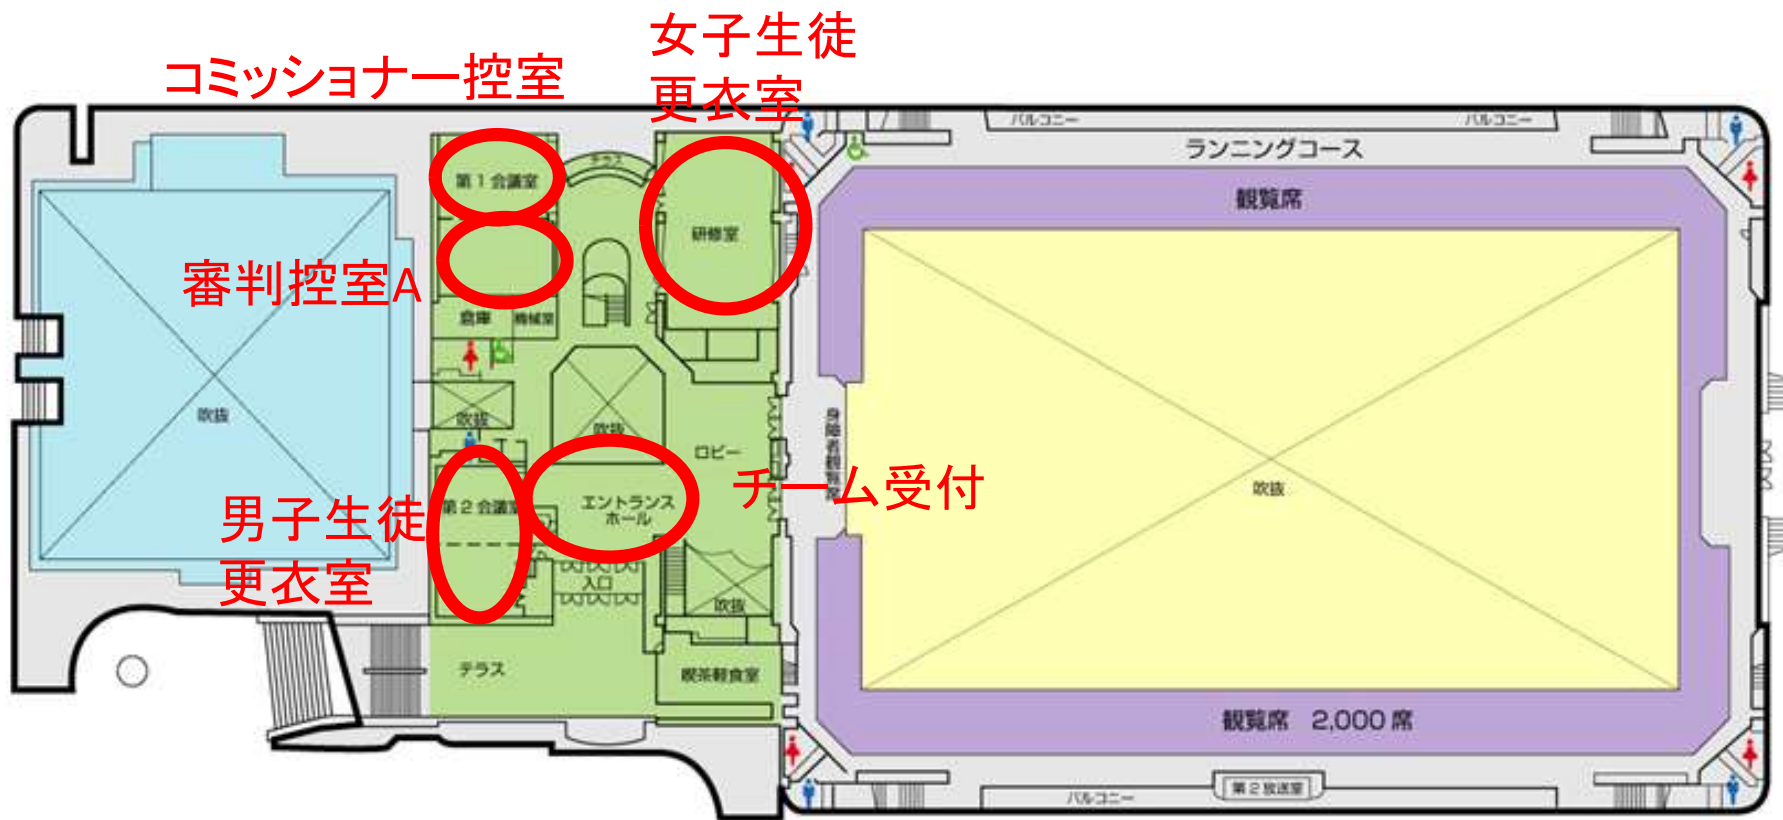 女子生徒
更衣室
コミッショナー控室
バルコニー
バルコニー
ランニングコース
テラス
第1会議室
観覧席
研修室
審判控室A
倉庫
機械室
吹抜
吹抜
吹抜
身障者観覧席
ロビー
チーム受付
吹抜
第2会議室
エントランス
ホール
男子生徒
更衣室
入口
吹抜
テラス
喫茶軽食室
観覧席 2,000席
第2放送室
バルコニー